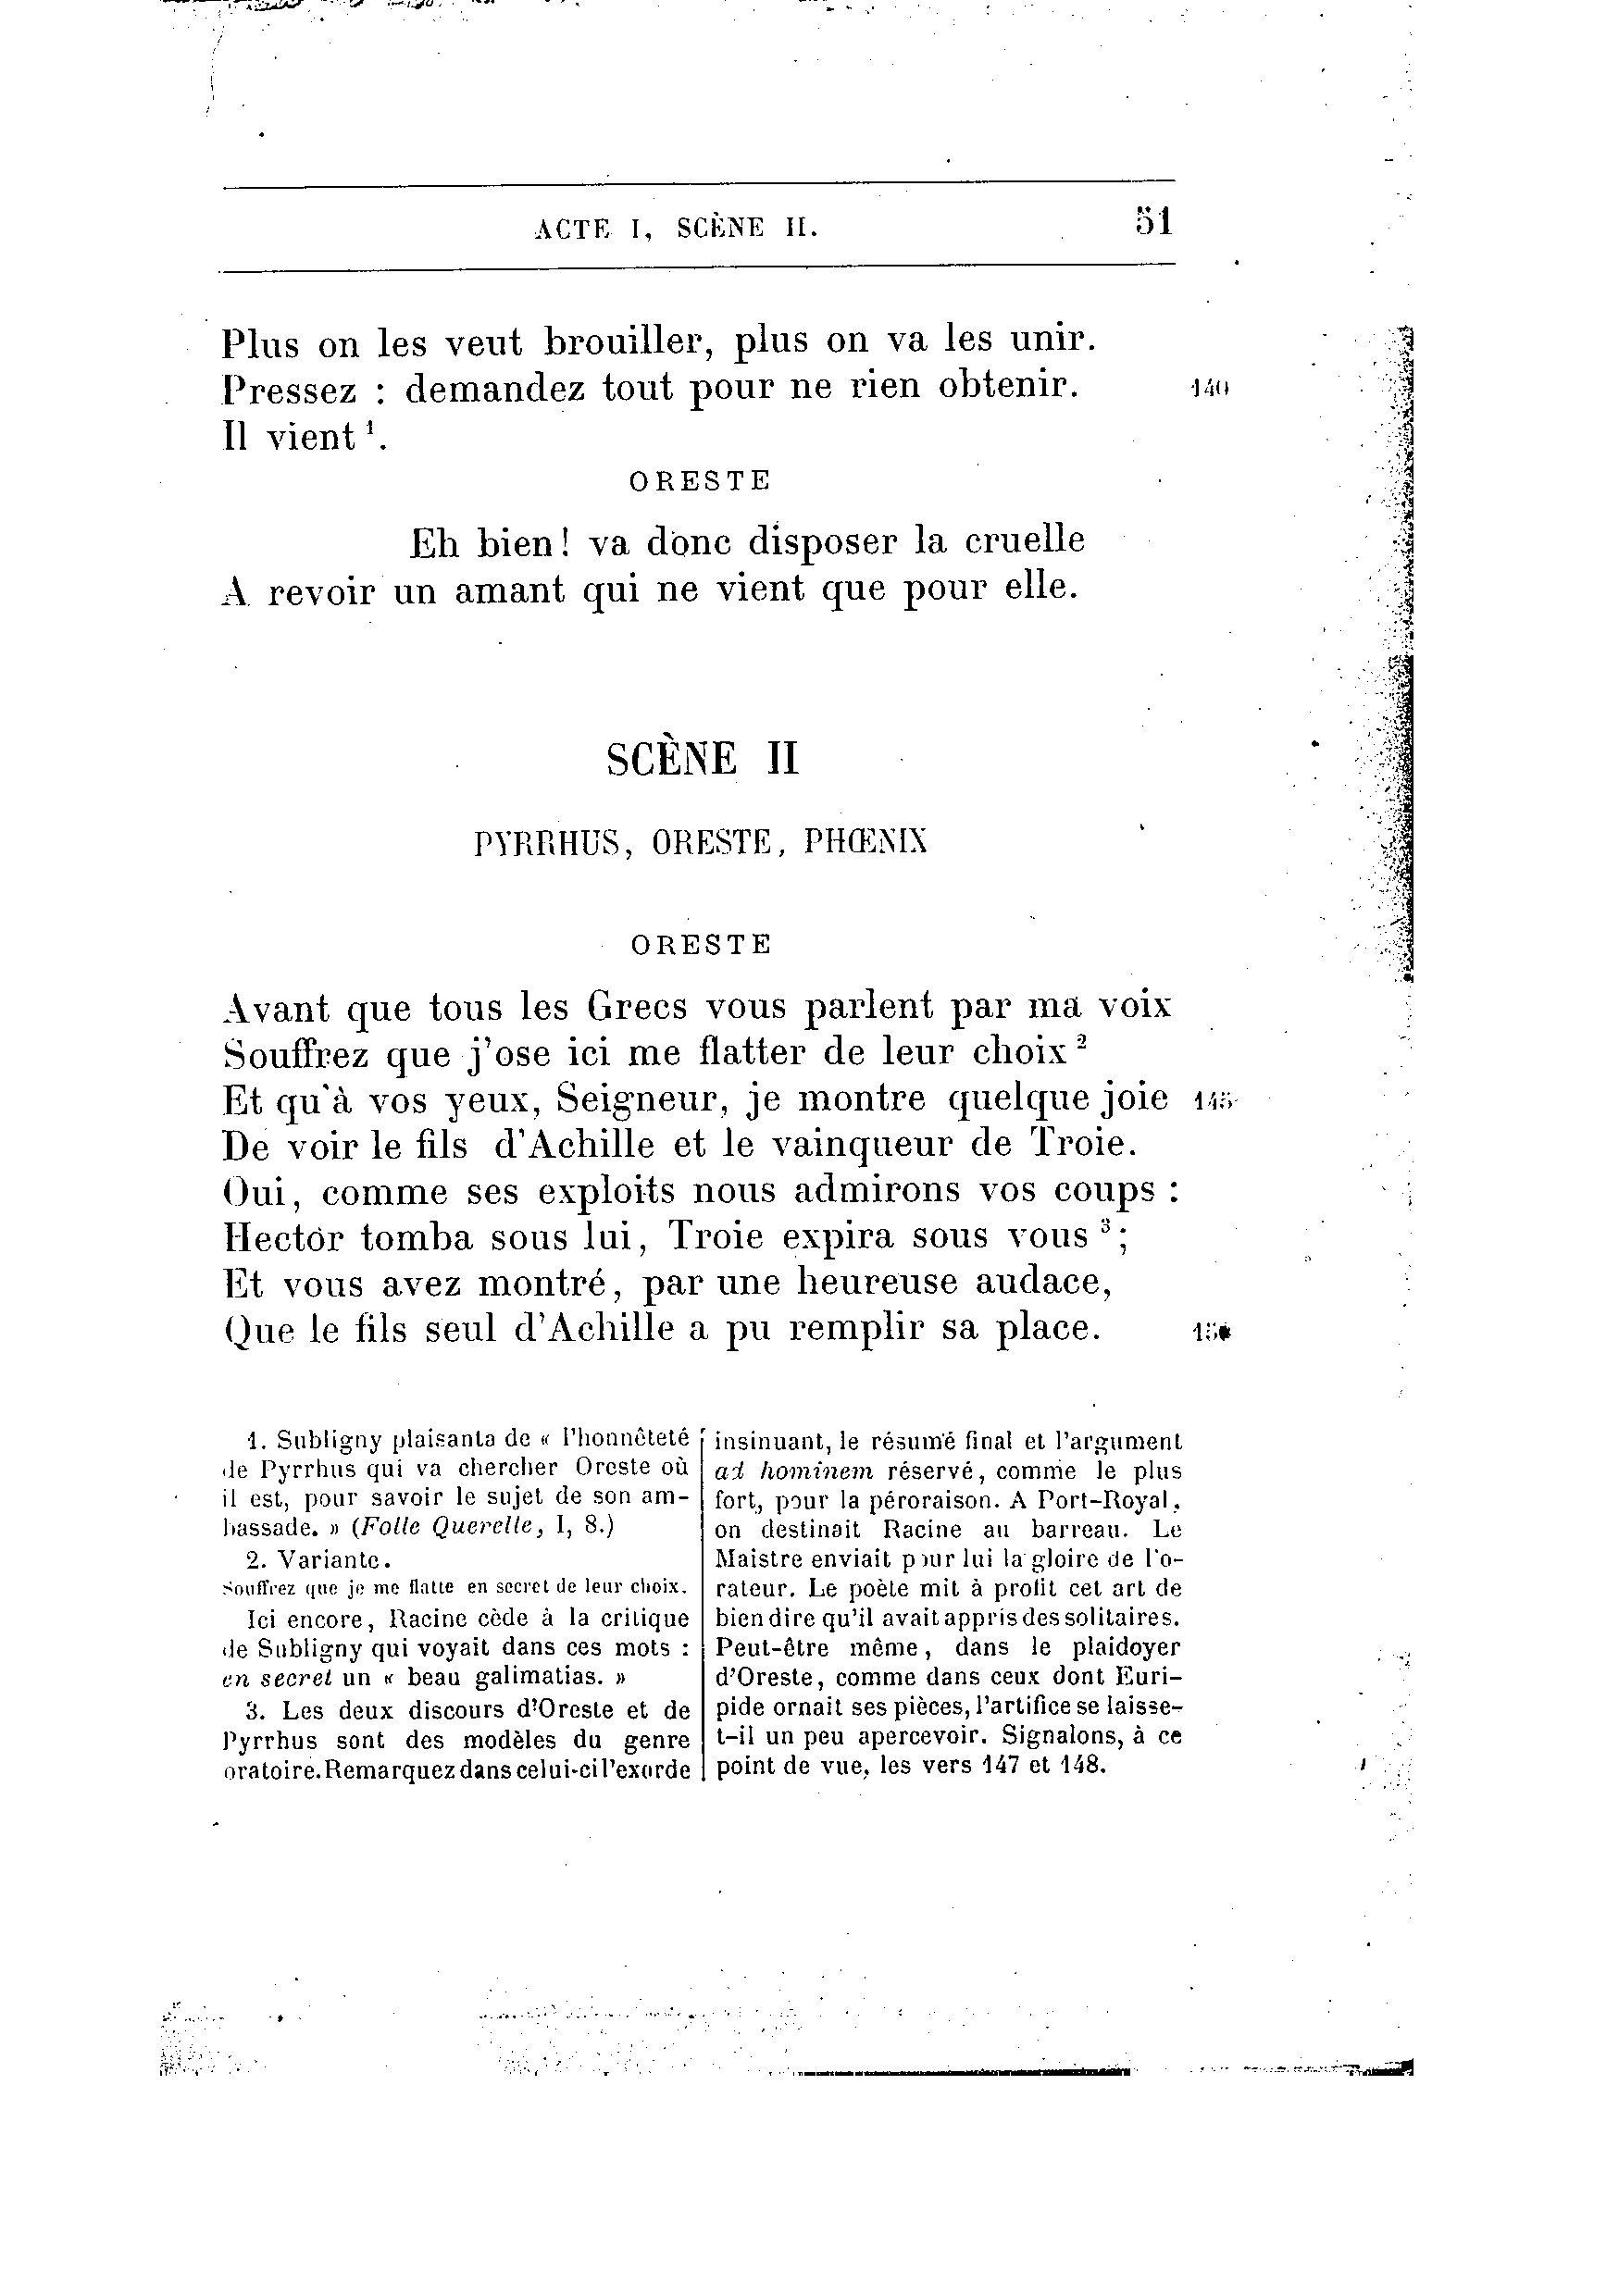 ACTE I, SCÈNE II. 51
Plus on les veut brouiller, plus on va les unir.
Pressez : demandez tout pour ne rien obtenir. 140
Il vient ¹.
ORESTE
Eh bien! va donc disposer la cruelle
A revoir un amant qui ne vient que pour elle.
SCÈNE II
PYRRHUS, ORESTE, PHŒNIX
ORESTE
Avant que tous les Grecs vous parlent par ma voix
Souffrez que j'ose ici me flatter de leur choix ²
Et qu'à vos yeux, Seigneur, je montre quelque joie 145
De voir le fils d'Achille et le vainqueur de Troie.
Oui, comme ses exploits nous admirons vos coups :
Hector tomba sous lui, Troie expira sous vous ³;
Et vous avez montré, par une heureuse audace,
Que le fils seul d'Achille a pu remplir sa place. 150
1. Subligny plaisanta de « l'honnêteté
de Pyrrhus qui va chercher Oreste où
il est, pour savoir le sujet de son am-
bassade. » (Folle Querelle, I, 8.)
2. Variante.
Souffrez que je me flatte en secret de leur choix.
Ici encore, Racine cède à la critique
de Subligny qui voyait dans ces mots :
en secret un « beau galimatias. »
3. Les deux discours d'Oreste et de
Pyrrhus sont des modèles du genre
oratoire. Remarquez dans celui-ci l'exorde
insinuant, le résumé final et l'argument
ad hominem réservé, comme le plus
fort, pour la péroraison. A Port-Royal,
on destinait Racine au barreau. Le
Maistre enviait pour lui la gloire de l'o-
rateur. Le poète mit à profit cet art de
bien dire qu'il avait appris des solitaires.
Peut-être même, dans le plaidoyer
d'Oreste, comme dans ceux dont Euri-
pide ornait ses pièces, l'artifice se laisse-
t-il un peu apercevoir. Signalons, à ce
point de vue, les vers 147 et 148.